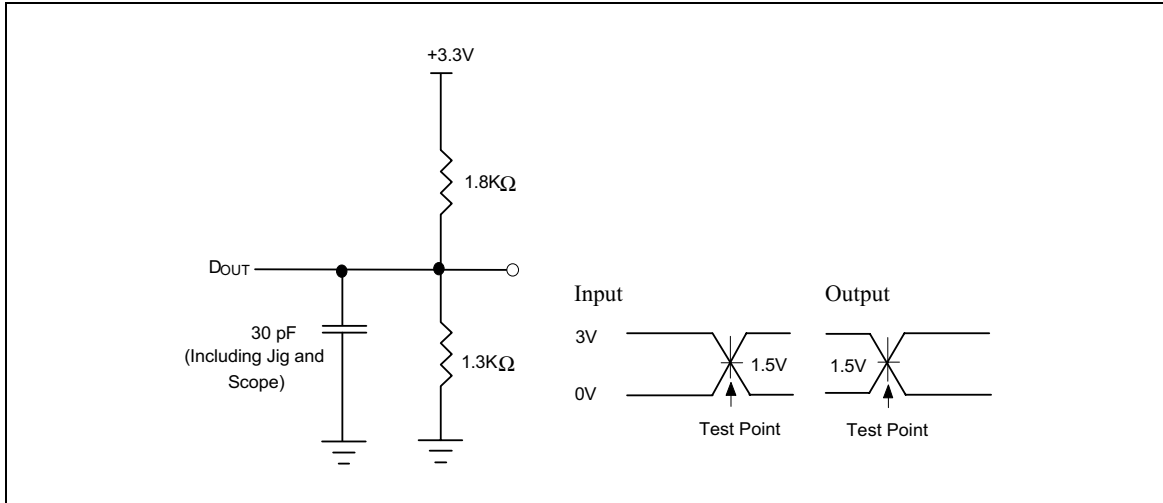 +3.3V
1.8KΩ
DOUT
30 pF
(Including Jig and
Scope)
1.3KΩ
Input
Output
3V
1.5V
1.5V
0V
Test Point
Test Point